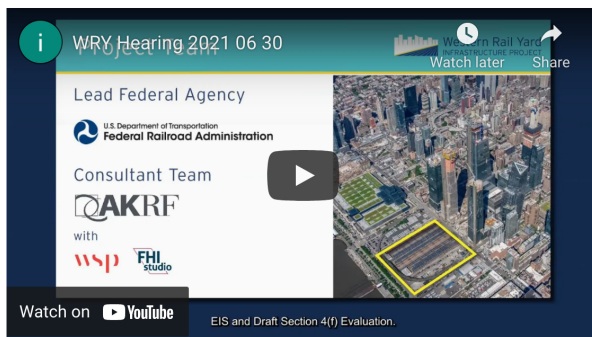 i
WRY Hearing 2021 06 30
Project Team
Western Rail Yard
INFRASTRUCTURE PROJECT
Watch later
Share
Lead Federal Agency
U.S. Department of Transportation
Federal Railroad Administration
Consultant Team
AKRF
with
wsp
FHI
studio
Watch on YouTube
EIS and Draft Section 4(f) Evaluation.